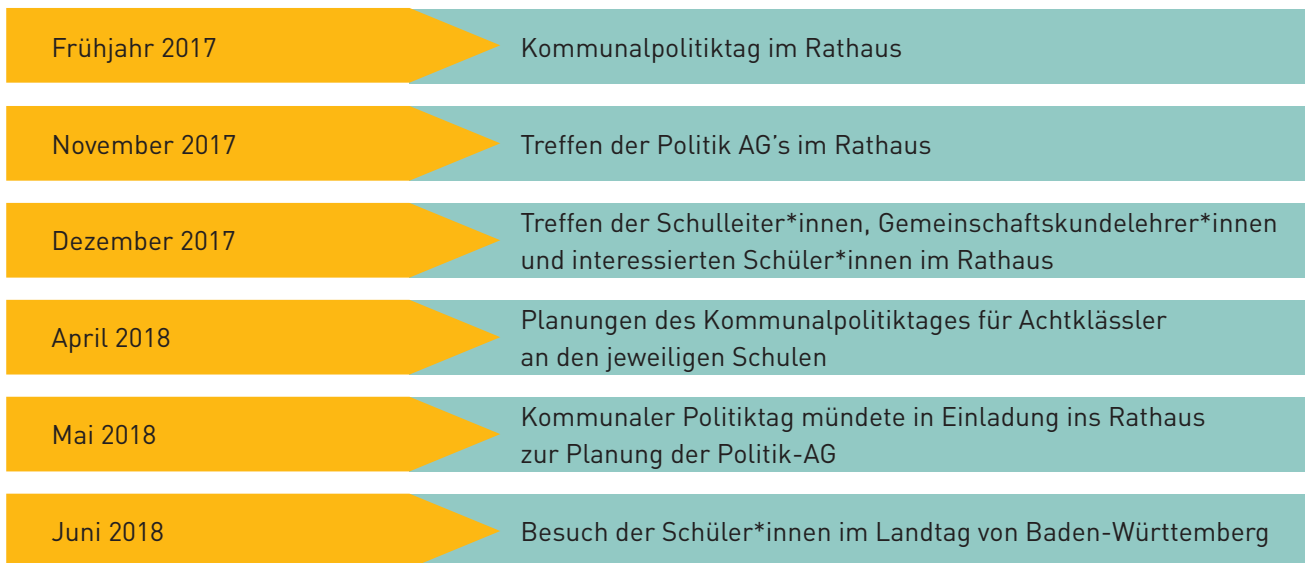 Frühjahr 2017
Kommunalpolitiktag im Rathaus
November 2017
Treffen der Politik AG’s im Rathaus
Dezember 2017
Treffen der Schulleiter*innen, Gemeinschaftskundelehrer*innen
und interessierten Schüler*innen im Rathaus
April 2018
Planungen des Kommunalpolitiktages für Achtklässler
an den jeweiligen Schulen
Mai 2018
Kommunaler Politiktag mündete in Einladung ins Rathaus
zur Planung der Politik-AG
Juni 2018
Besuch der Schüler*innen im Landtag von Baden-Württemberg